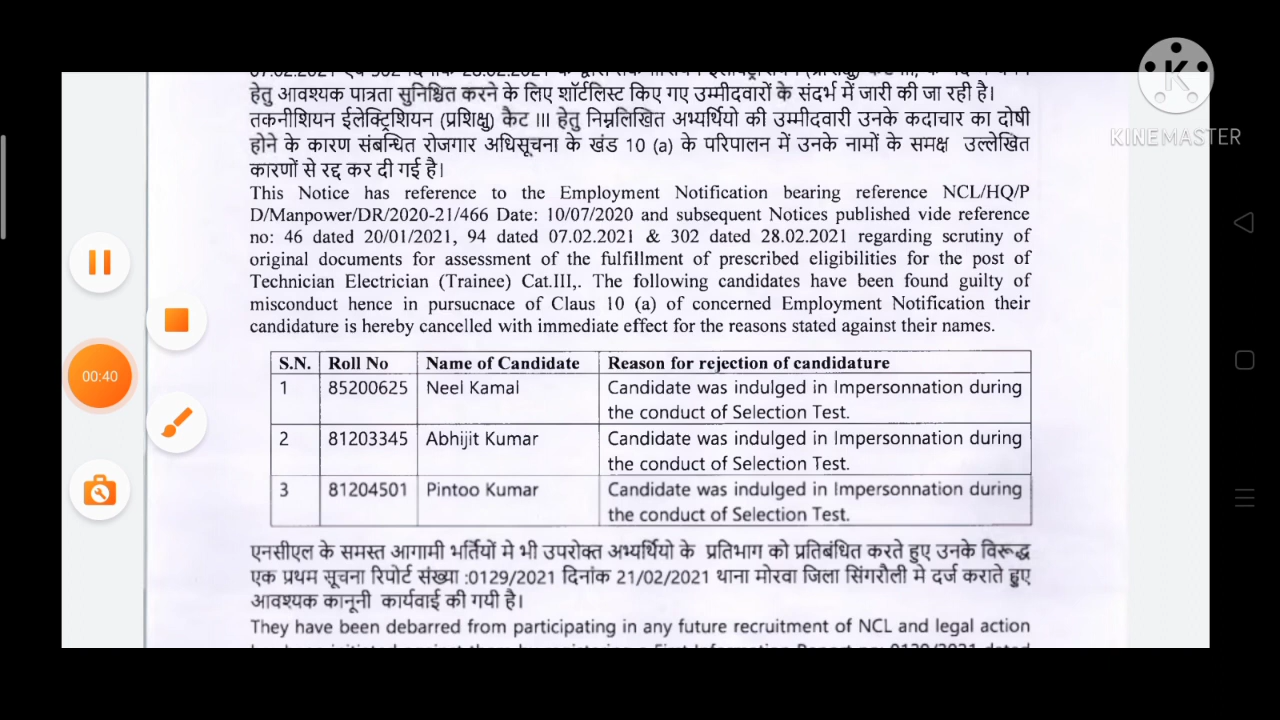 हेतु आवश्यक पात्रता सुनिश्चित करने के लिए शॉर्टलिस्ट किए गए उम्मीदवारों के संदर्भ में जारी की जा रही है।
तकनीशियन ईलेक्ट्रिशियन (प्रशिक्षु) कैट III हेतु निम्नलिखित अभ्यर्थियो की उम्मीदवारी उनके कदाचार का दोषी
होने के कारण संबन्धित रोजगार अधिसूचना के खंड 10 (a) के परिपालन में उनके नामों के समक्ष उल्लेखित
कारणों से रद्द कर दी गई है।
This Notice has reference to the Employment Notification bearing reference NCL/HQ/P
D/Manpower/DR/2020-21/466 Date: 10/07/2020 and subsequent Notices published vide reference
no: 46 dated 20/01/2021, 94 dated 07.02.2021 & 302 dated 28.02.2021 regarding scrutiny of
original documents for assessment of the fulfillment of prescribed eligibilities for the post of
Technician Electrician (Trainee) Cat.III,. The following candidates have been found guilty of
misconduct hence in pursucnace of Claus 10 (a) of concerned Employment Notification their
candidature is hereby cancelled with immediate effect for the reasons stated against their names.
S.N. Roll No Name of Candidate Reason for rejection of candidature
1 85200625 Neel Kamal Candidate was indulged in Impersonnation during
the conduct of Selection Test.
2 81203345 Abhijit Kumar Candidate was indulged in Impersonnation during
the conduct of Selection Test.
3 81204501 Pintoo Kumar Candidate was indulged in Impersonnation during
the conduct of Selection Test.
एनसीएल के समस्त आगामी भर्तियों मे भी उपरोक्त अभ्यर्थियो के प्रतिभाग को प्रतिबंधित करते हुए उनके विरूद्ध
एक प्रथम सूचना रिपोर्ट संख्या :0129/2021 दिनांक 21/02/2021 थाना मोरवा जिला सिंगरौली मे दर्ज कराते हुए
आवश्यक कानूनी कार्यवाई की गयी है।
They have been debarred from participating in any future recruitment of NCL and legal action
00:40
K
KINEMASTER